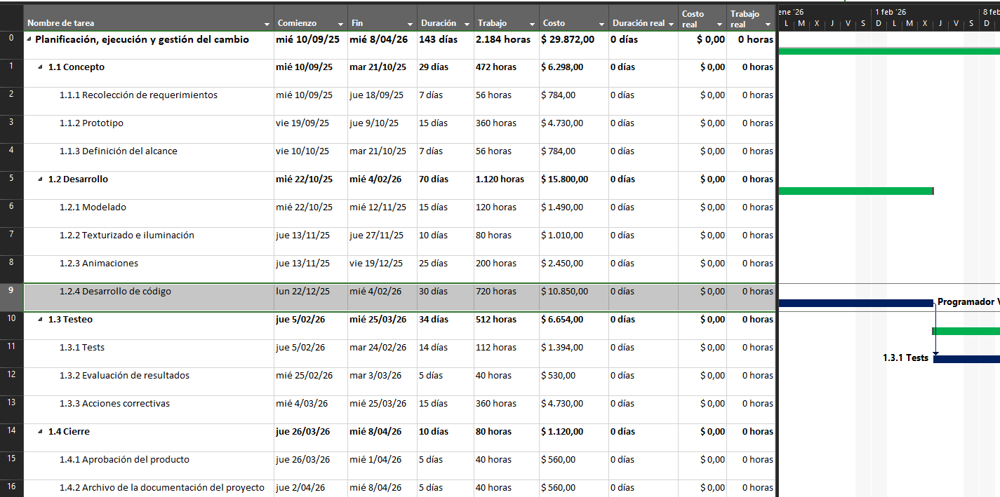 Nombre de tarea Comienzo Fin Duración Trabajo Costo Duración real Costo real Trabajo real
ene '26 1 feb '26 8 feb
L M X J V S D L M X J V S D
0 Planificación, ejecución y gestión del cambio mié 10/09/25 mié 8/04/26 143 días 2.184 horas $ 29.872,00 0 días $ 0,00 0 horas
1 1.1 Concepto mié 10/09/25 mar 21/10/25 29 días 472 horas $ 6.298,00 0 días $ 0,00 0 horas
2 1.1.1 Recolección de requerimientos mié 10/09/25 jue 18/09/25 7 días 56 horas $ 784,00 0 días $ 0,00 0 horas
3 1.1.2 Prototipo vie 19/09/25 jue 9/10/25 15 días 360 horas $ 4.730,00 0 días $ 0,00 0 horas
4 1.1.3 Definición del alcance vie 10/10/25 mar 21/10/25 7 días 56 horas $ 784,00 0 días $ 0,00 0 horas
5 1.2 Desarrollo mié 22/10/25 mié 4/02/26 70 días 1.120 horas $ 15.800,00 0 días $ 0,00 0 horas
6 1.2.1 Modelado mié 22/10/25 mié 12/11/25 15 días 120 horas $ 1.490,00 0 días $ 0,00 0 horas
7 1.2.2 Texturizado e iluminación jue 13/11/25 jue 27/11/25 10 días 80 horas $ 1.010,00 0 días $ 0,00 0 horas
8 1.2.3 Animaciones jue 13/11/25 vie 19/12/25 25 días 200 horas $ 2.450,00 0 días $ 0,00 0 horas
9 1.2.4 Desarrollo de código lun 22/12/25 mié 4/02/26 30 días 720 horas $ 10.850,00 0 días $ 0,00 0 horas Programador V
10 1.3 Testeo jue 5/02/26 mié 25/03/26 34 días 512 horas $ 6.654,00 0 días $ 0,00 0 horas
11 1.3.1 Tests jue 5/02/26 mar 24/02/26 14 días 112 horas $ 1.394,00 0 días $ 0,00 0 horas 1.3.1 Tests
12 1.3.2 Evaluación de resultados mié 25/02/26 mar 3/03/26 5 días 40 horas $ 530,00 0 días $ 0,00 0 horas
13 1.3.3 Acciones correctivas mié 4/03/26 mié 25/03/26 15 días 360 horas $ 4.730,00 0 días $ 0,00 0 horas
14 1.4 Cierre jue 26/03/26 mié 8/04/26 10 días 80 horas $ 1.120,00 0 días $ 0,00 0 horas
15 1.4.1 Aprobación del producto jue 26/03/26 mié 1/04/26 5 días 40 horas $ 560,00 0 días $ 0,00 0 horas
16 1.4.2 Archivo de la documentación del proyecto jue 2/04/26 mié 8/04/26 5 días 40 horas $ 560,00 0 días $ 0,00 0 horas